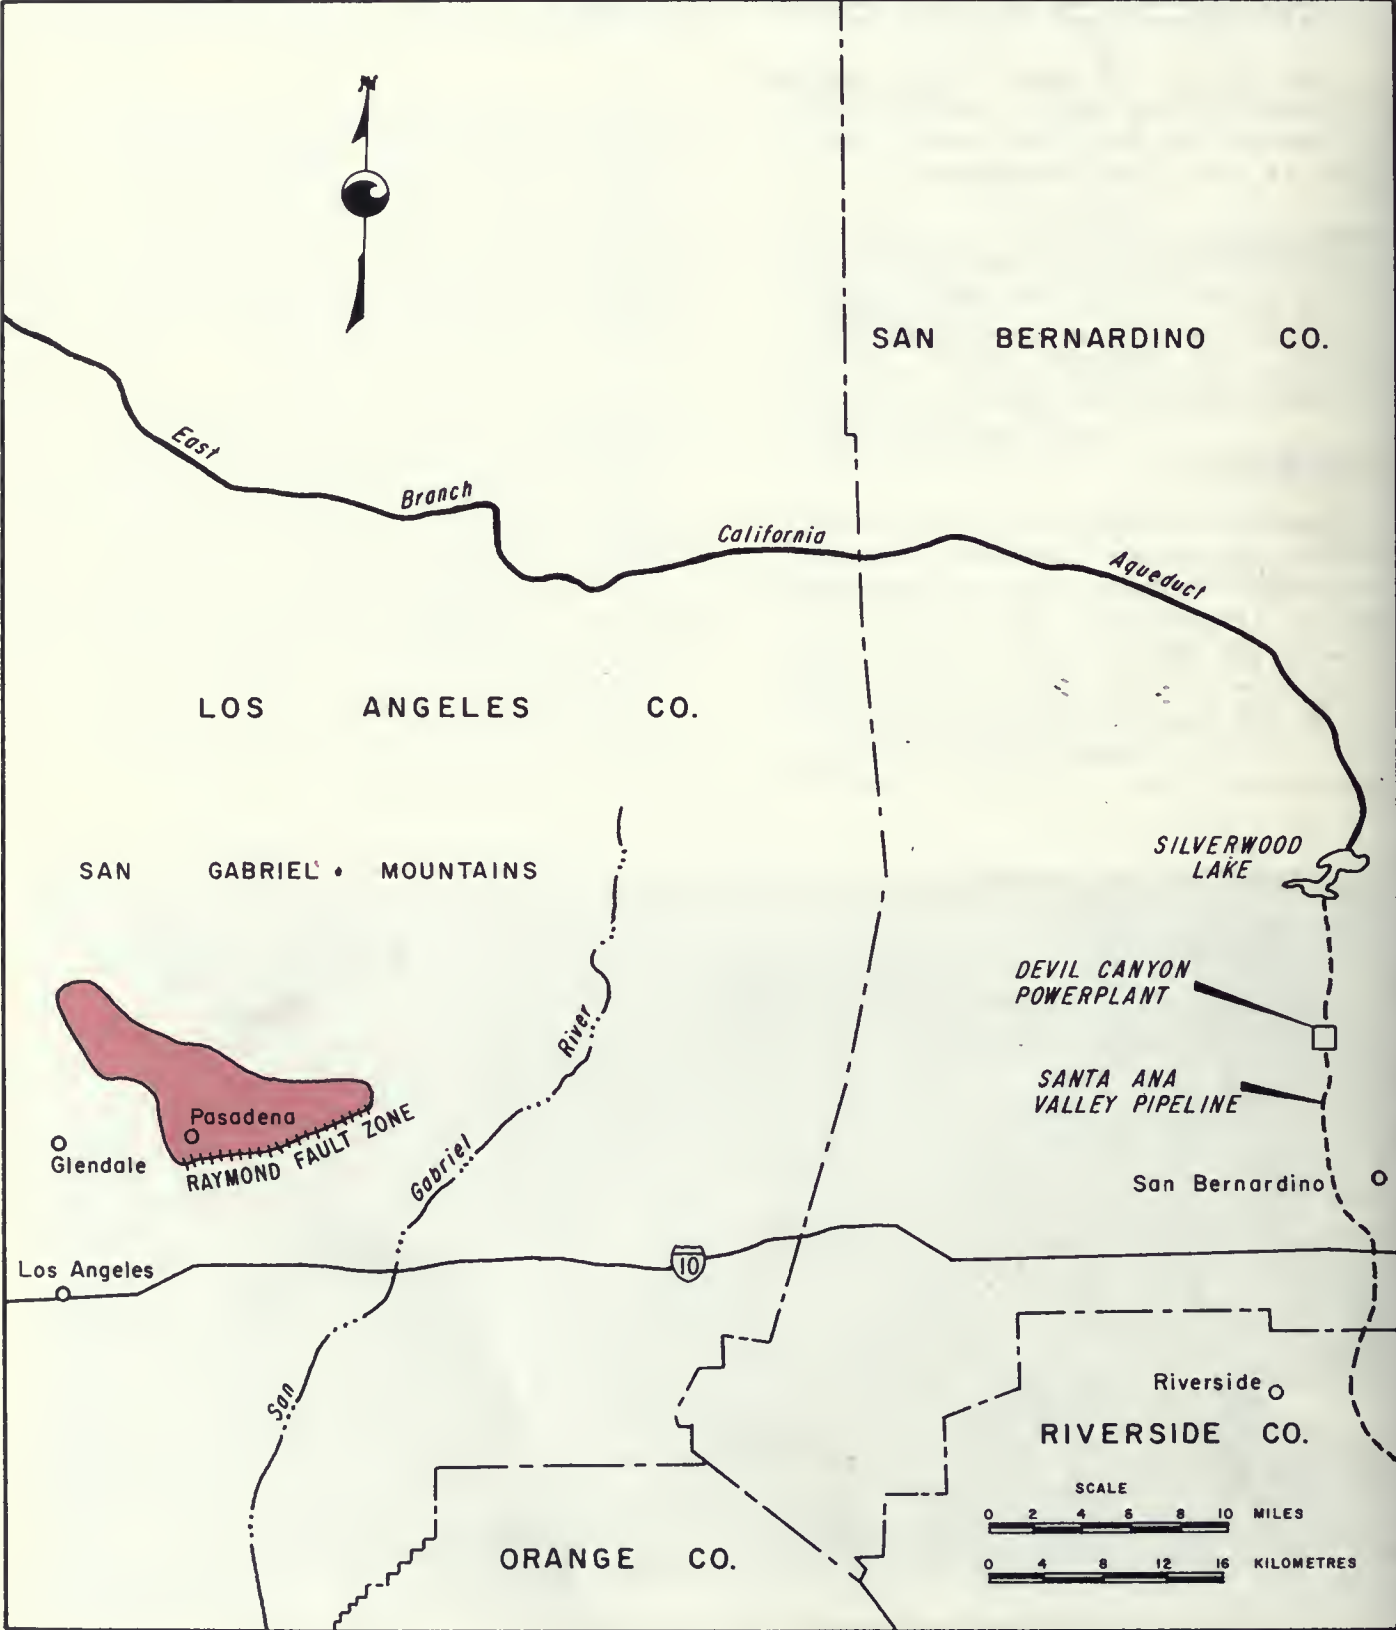 N
SAN BERNARDINO CO.
East Branch California Aqueduct
LOS ANGELES CO.
SILVERWOOD
LAKE
SAN GABRIEL MOUNTAINS
DEVIL CANYON
POWERPLANT
San Gabriel River
SANTA ANA
VALLEY PIPELINE
Pasadena
RAYMOND FAULT ZONE
Glendale
San Bernardino
Los Angeles
10
Riverside
RIVERSIDE CO.
ORANGE CO.
SCALE
0 2 4 6 8 10 MILES
0 4 8 12 16 KILOMETRES